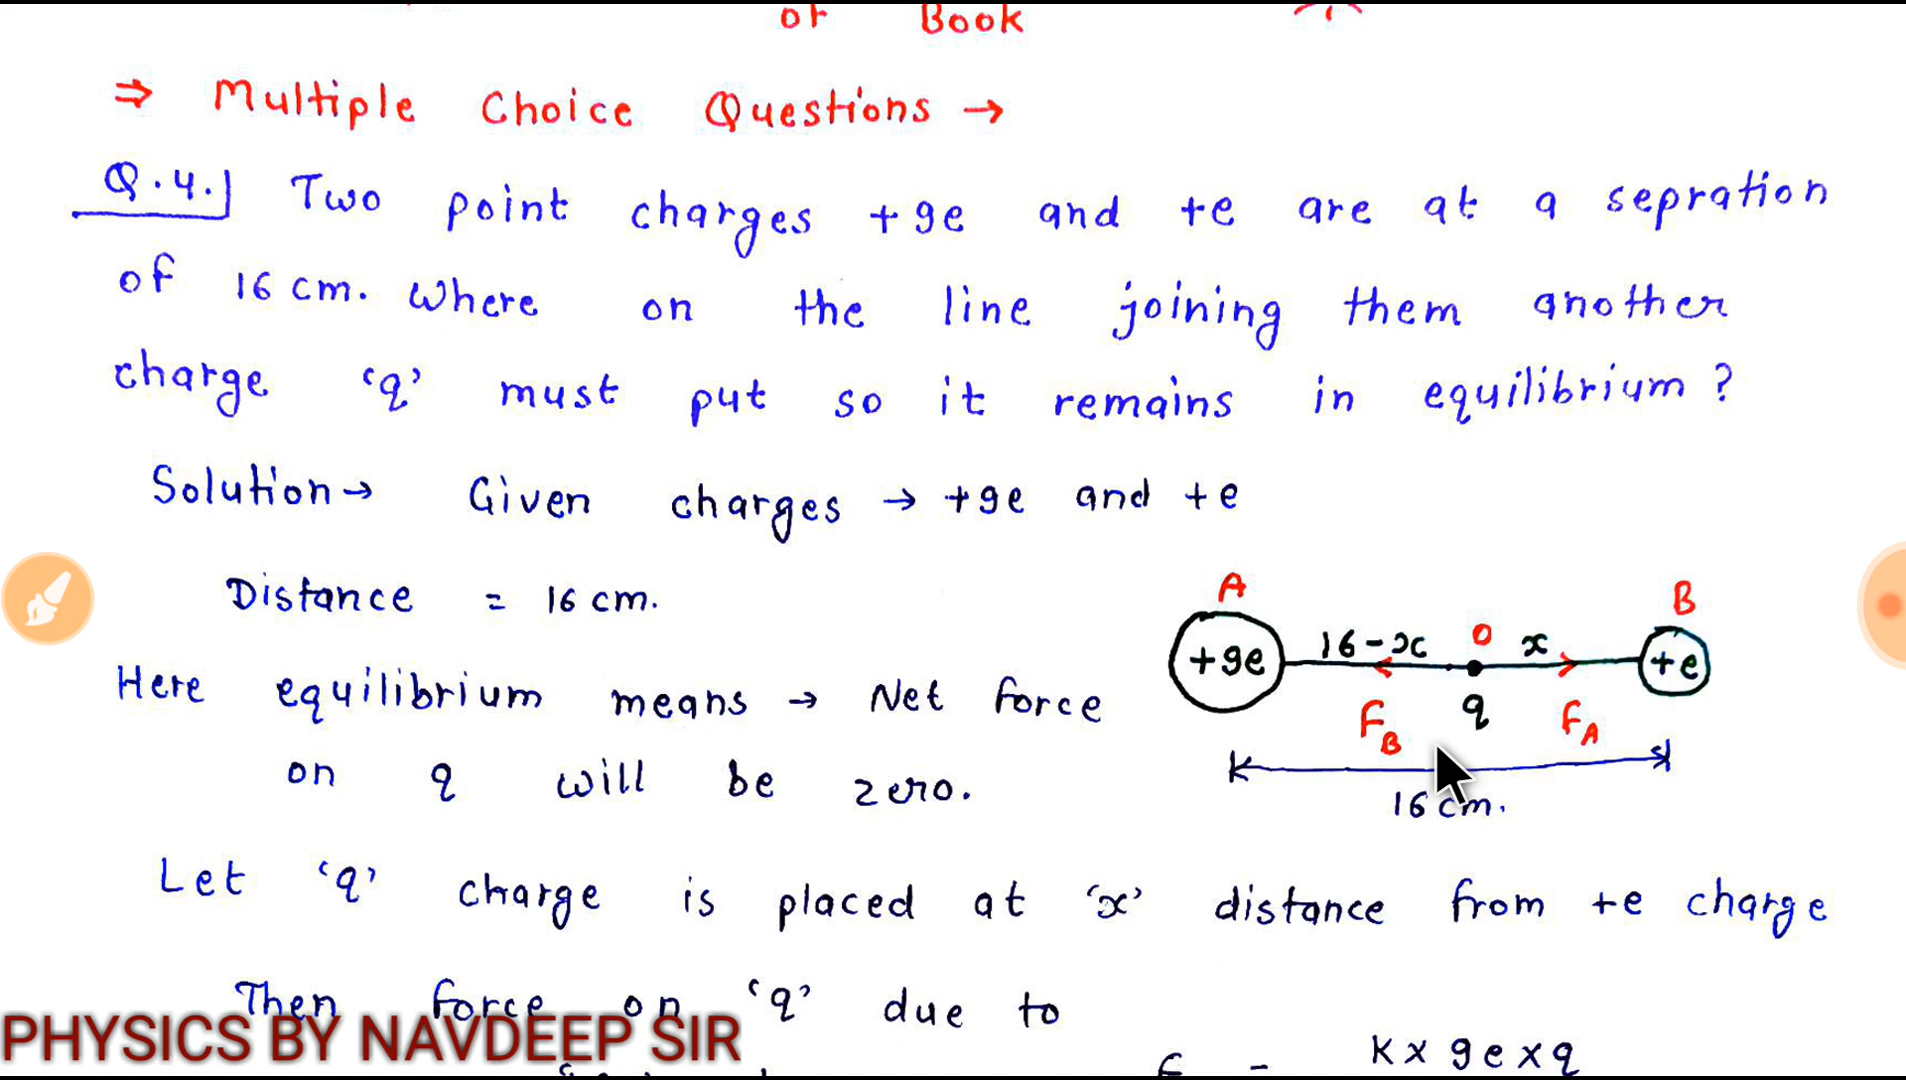 of Book
⇒ Multiple Choice Questions →
Q.4.] Two point charges +9e and +e are at a sepration
of 16 cm. Where on the line joining them another
charge 'q' must put so it remains in equilibrium ?
Solution → Given charges → +9e and +e
Distance = 16 cm.
A B
+9e 16-x O x +e
F_B q F_A
16 cm.
Here equilibrium means → Net force
on q will be zero.
Let 'q' charge is placed at 'x' distance from +e charge
Then force on 'q' due to
K x 9e x q
PHYSICS BY NAVDEEP SIR